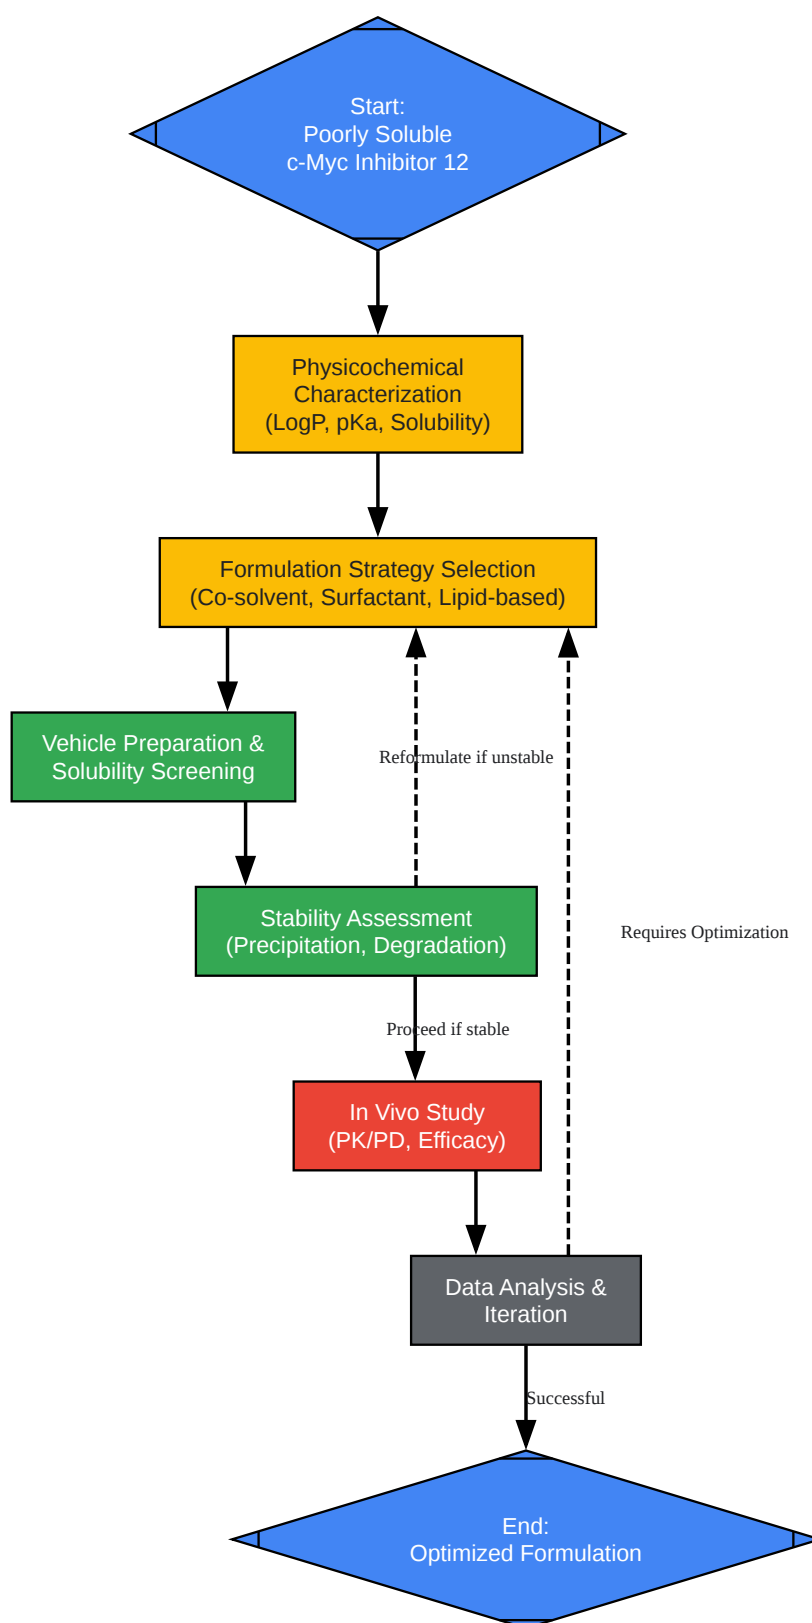 Start:
Poorly Soluble
c-Myc Inhibitor 12
Physicochemical
Characterization
(LogP, pKa, Solubility)
Formulation Strategy Selection
(Co-solvent, Surfactant, Lipid-based)
Vehicle Preparation &
Solubility Screening
Reformulate if unstable
Stability Assessment
(Precipitation, Degradation)
Requires Optimization
Proceed if stable
In Vivo Study
(PK/PD, Efficacy)
Data Analysis &
Iteration
Successful
End:
Optimized Formulation